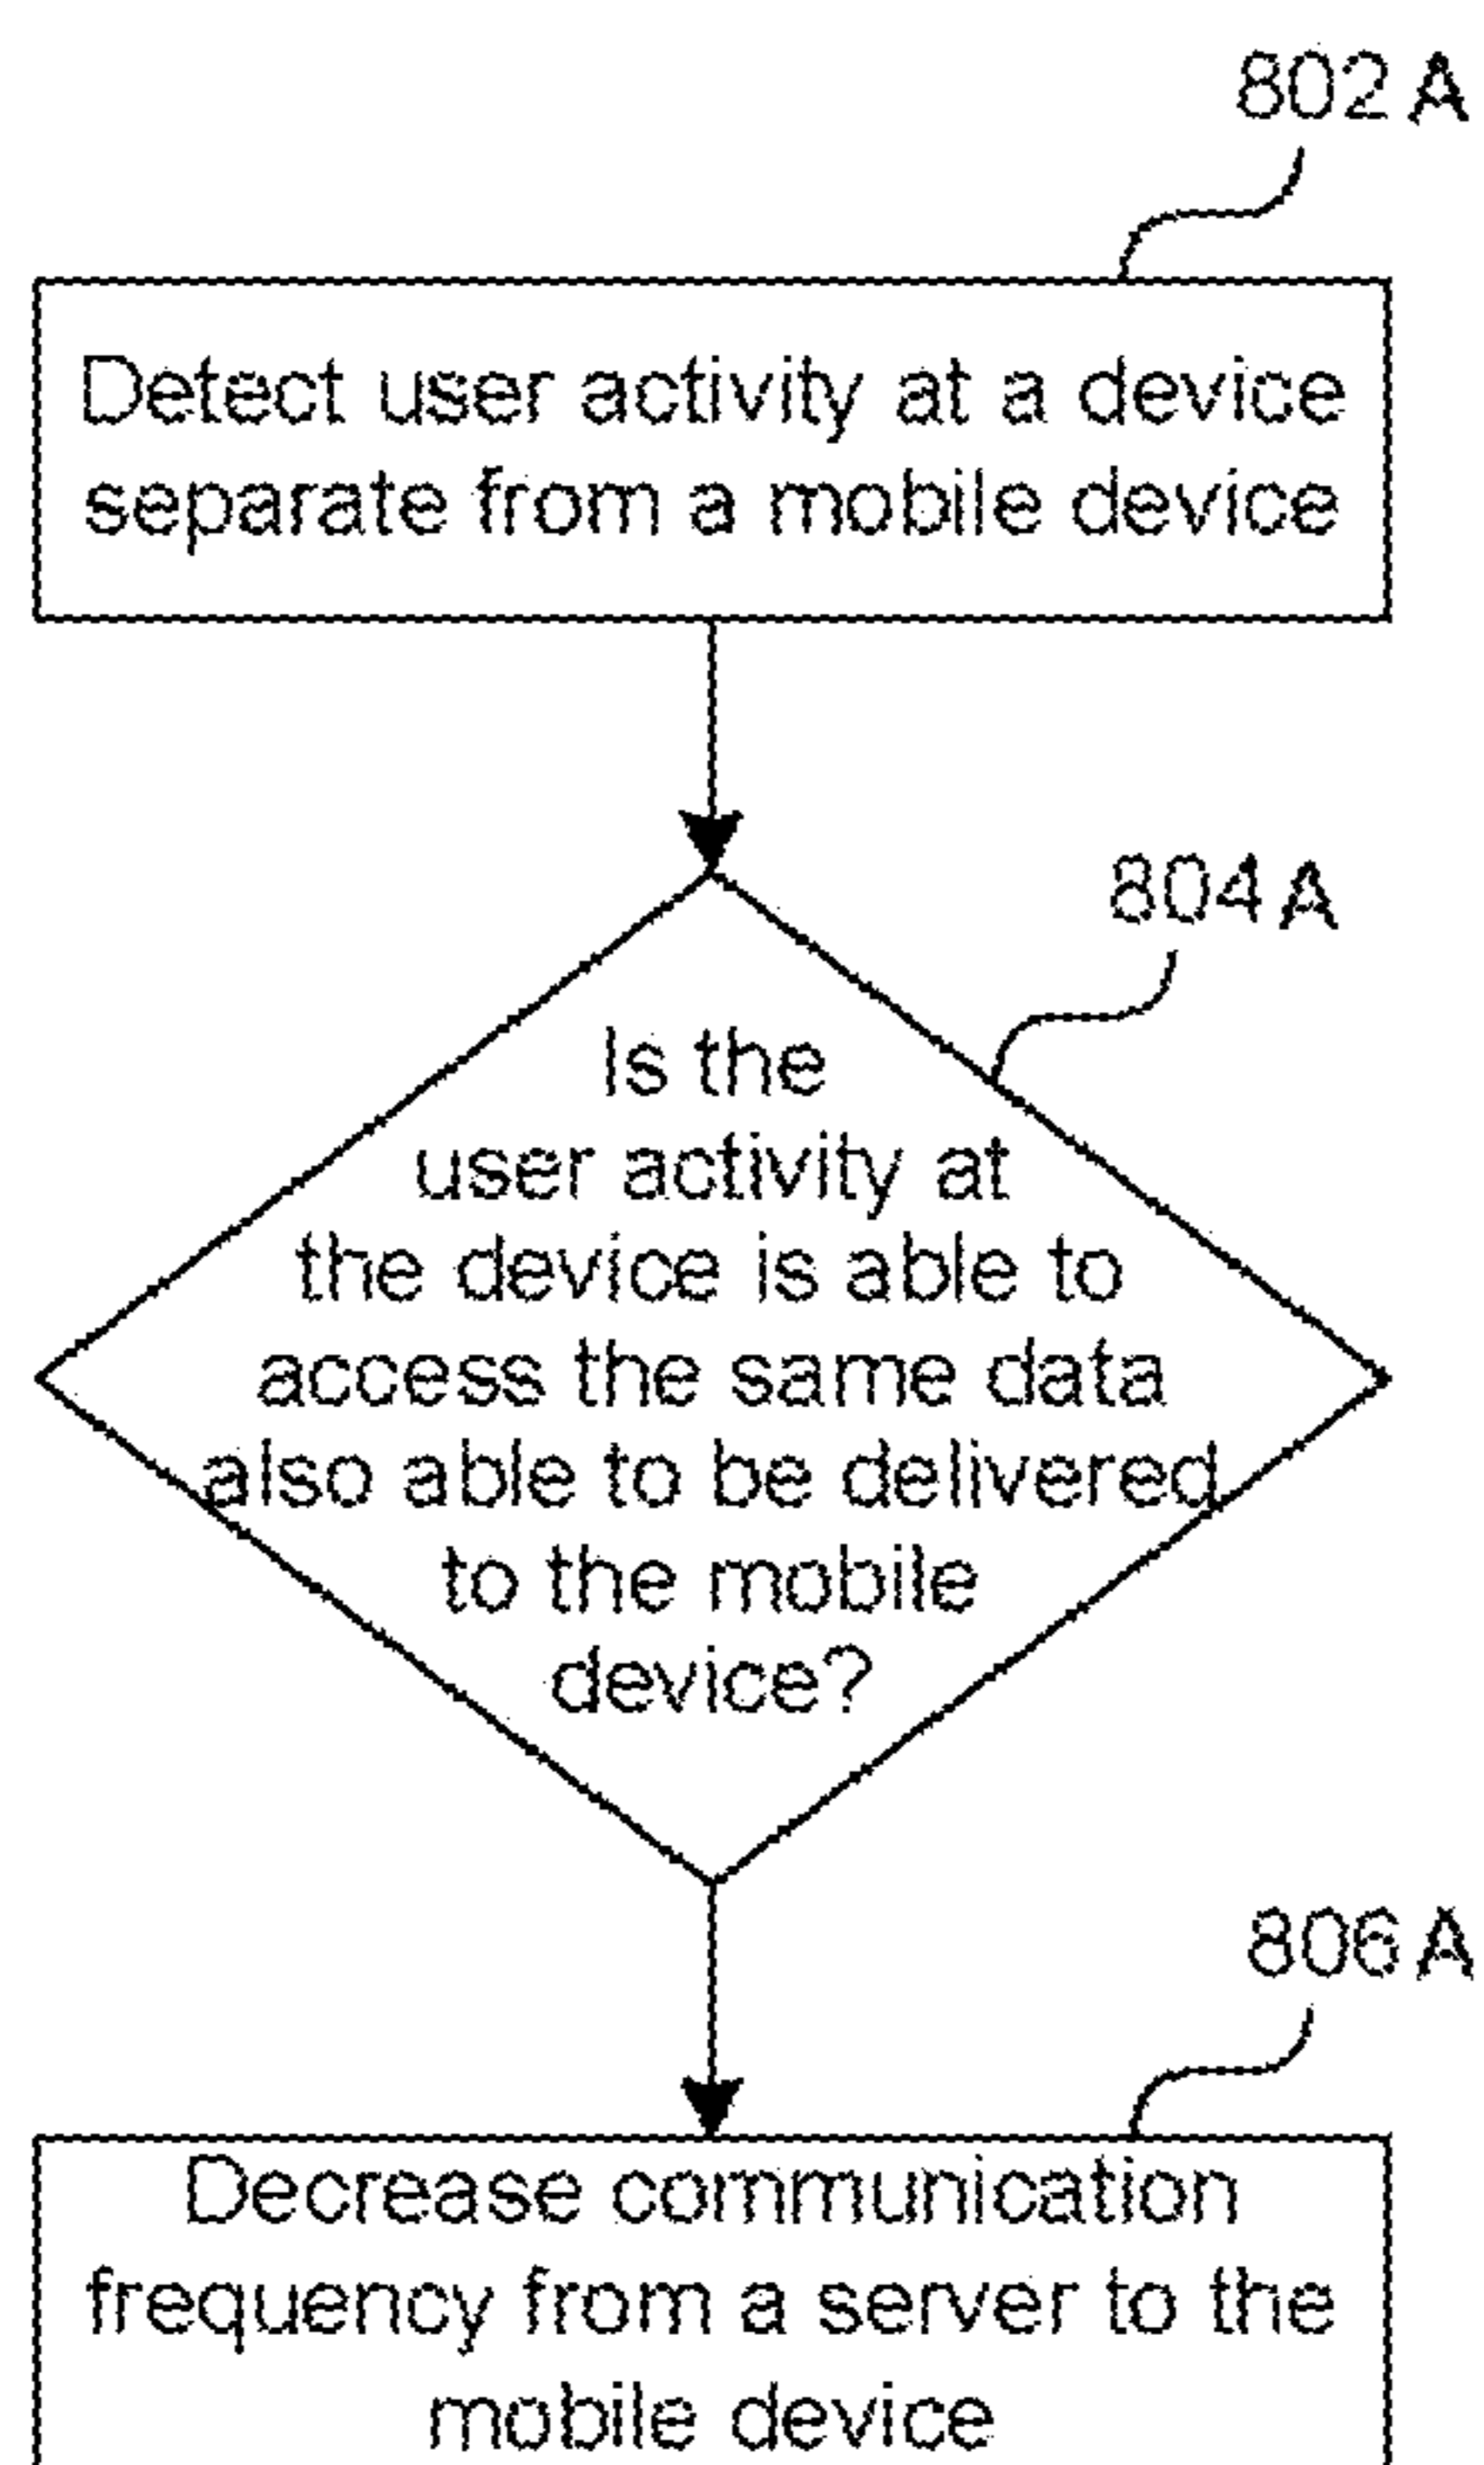 802 A
Detect user activity at a device
separate from a mobile device
804 A
Is the
user activity at
the device is able to
access the same data
also able to be delivered
to the mobile
device?
806 A
Decrease communication
frequency from a server to the
mobile device